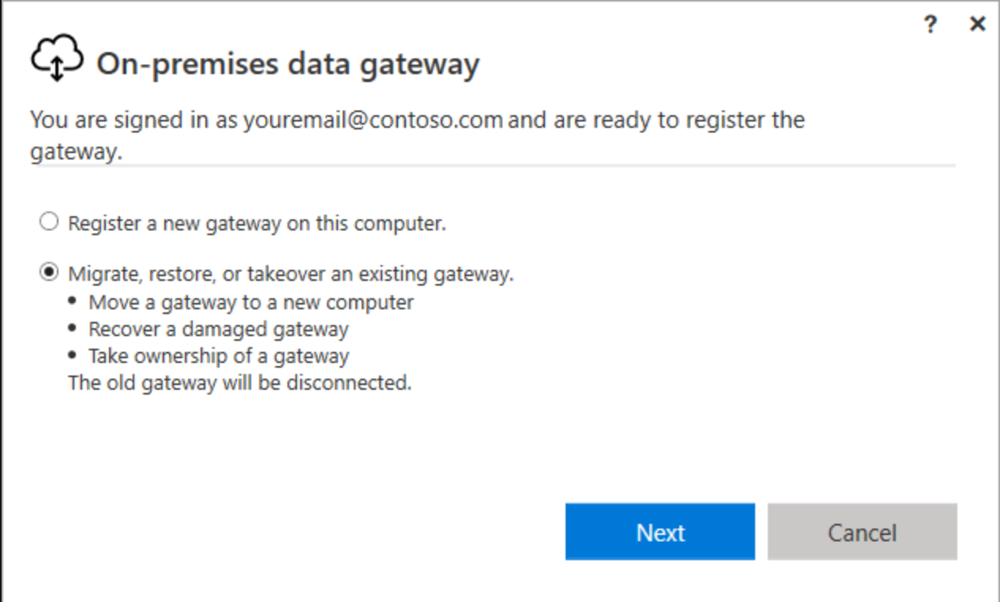 ? ×
On-premises data gateway
You are signed in as youremail@contoso.com and are ready to register the
gateway.
Register a new gateway on this computer.
Migrate, restore, or takeover an existing gateway.
• Move a gateway to a new computer
• Recover a damaged gateway
• Take ownership of a gateway
The old gateway will be disconnected.
Next Cancel